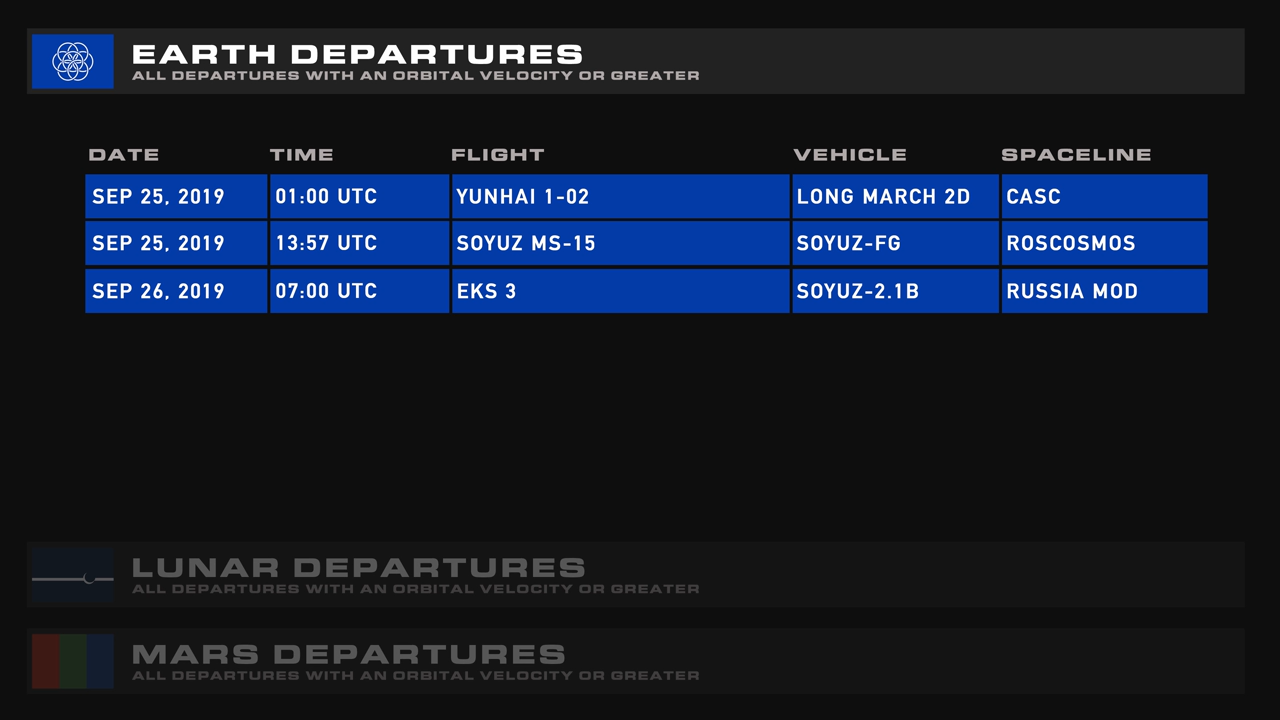 EARTH DEPARTURES
ALL DEPARTURES WITH AN ORBITAL VELOCITY OR GREATER
DATE TIME FLIGHT VEHICLE SPACELINE
SEP 25, 2019 01:00 UTC YUNHAI 1-02 LONG MARCH 2D CASC
SEP 25, 2019 13:57 UTC SOYUZ MS-15 SOYUZ-FG ROSCOSMOS
SEP 26, 2019 07:00 UTC EKS 3 SOYUZ-2.1B RUSSIA MOD
LUNAR DEPARTURES
ALL DEPARTURES WITH AN ORBITAL VELOCITY OR GREATER
MARS DEPARTURES
ALL DEPARTURES WITH AN ORBITAL VELOCITY OR GREATER